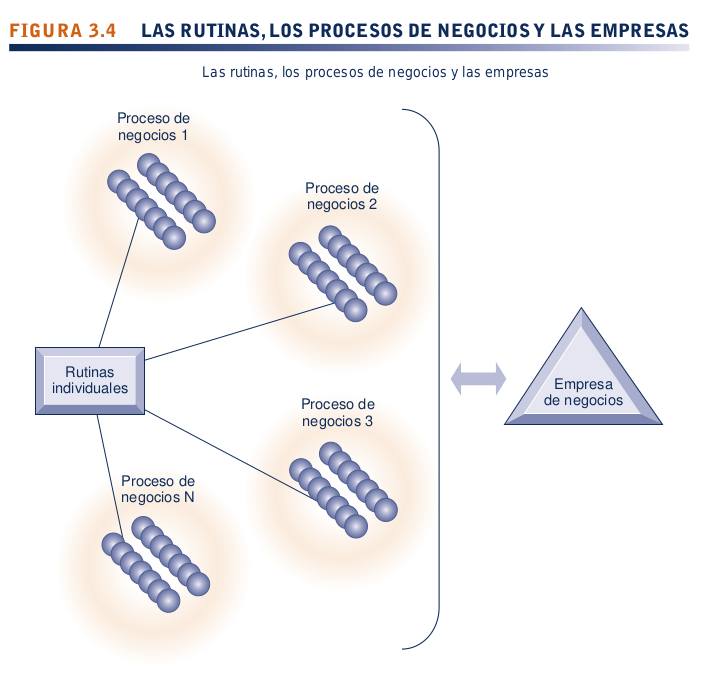 FIGURA 3.4 LAS RUTINAS, LOS PROCESOS DE NEGOCIOS Y LAS EMPRESAS
Las rutinas, los procesos de negocios y las empresas
Proceso de
negocios 1
Proceso de
negocios 2
Rutinas
individuales
Empresa
de negocios
Proceso de
negocios 3
Proceso de
negocios N